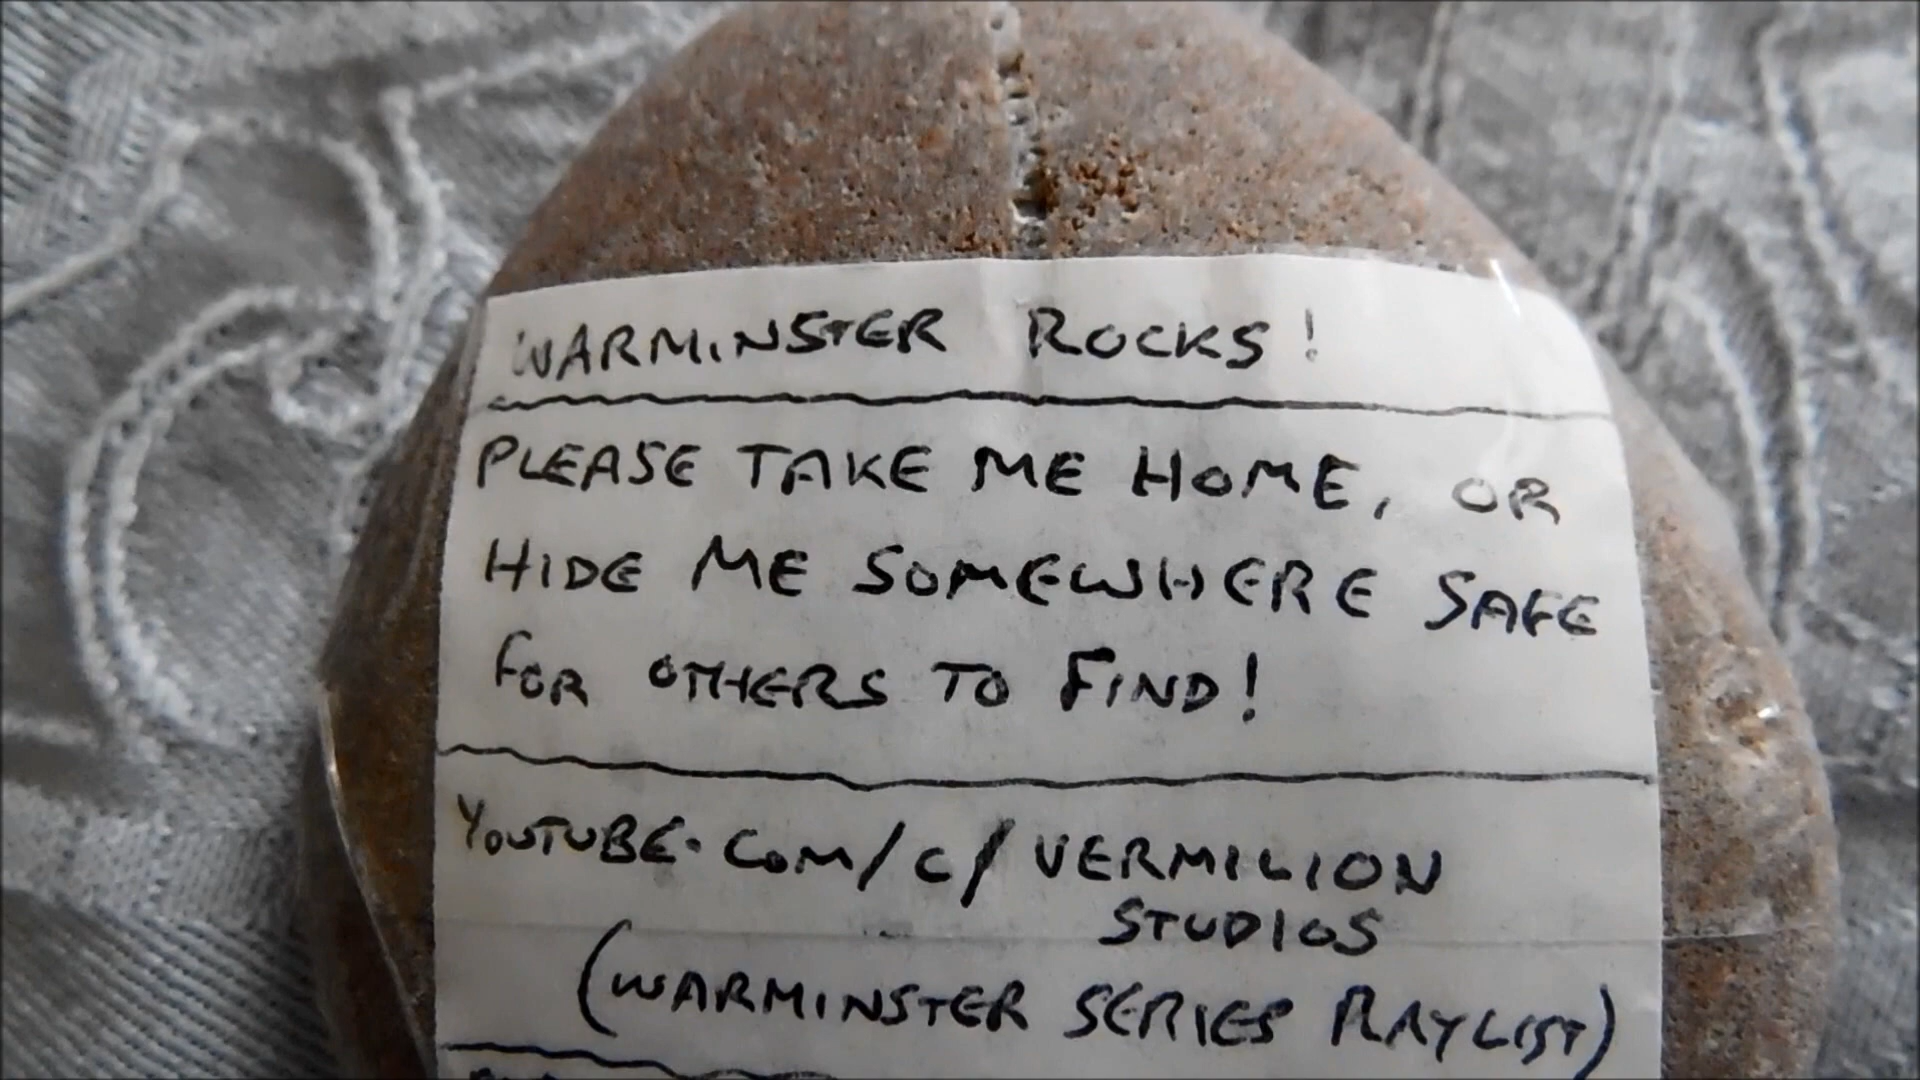 WARMINSTER ROCKS!
PLEASE TAKE ME HOME, OR
HIDE ME SOMEWHERE SAFE
FOR OTHERS TO FIND!
YOUTUBE.COM/C/VERMILION
STUDIOS
(WARMINSTER SERIES PLAYLIST)